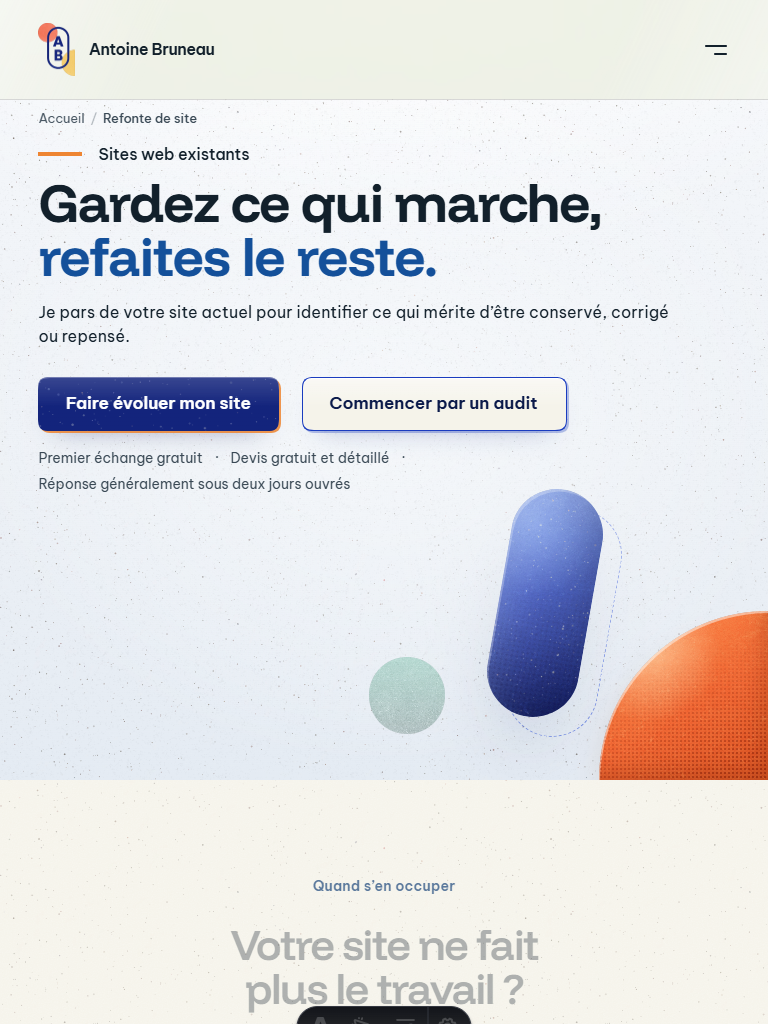 A
B
Antoine Bruneau
Accueil / Refonte de site
Sites web existants
Gardez ce qui marche,
refaites le reste.
Je pars de votre site actuel pour identifier ce qui mérite d’être conservé, corrigé
ou repensé.
Faire évoluer mon site
Commencer par un audit
Premier échange gratuit · Devis gratuit et détaillé ·
Réponse généralement sous deux jours ouvrés
Quand s’en occuper
Votre site ne fait
plus le travail ?